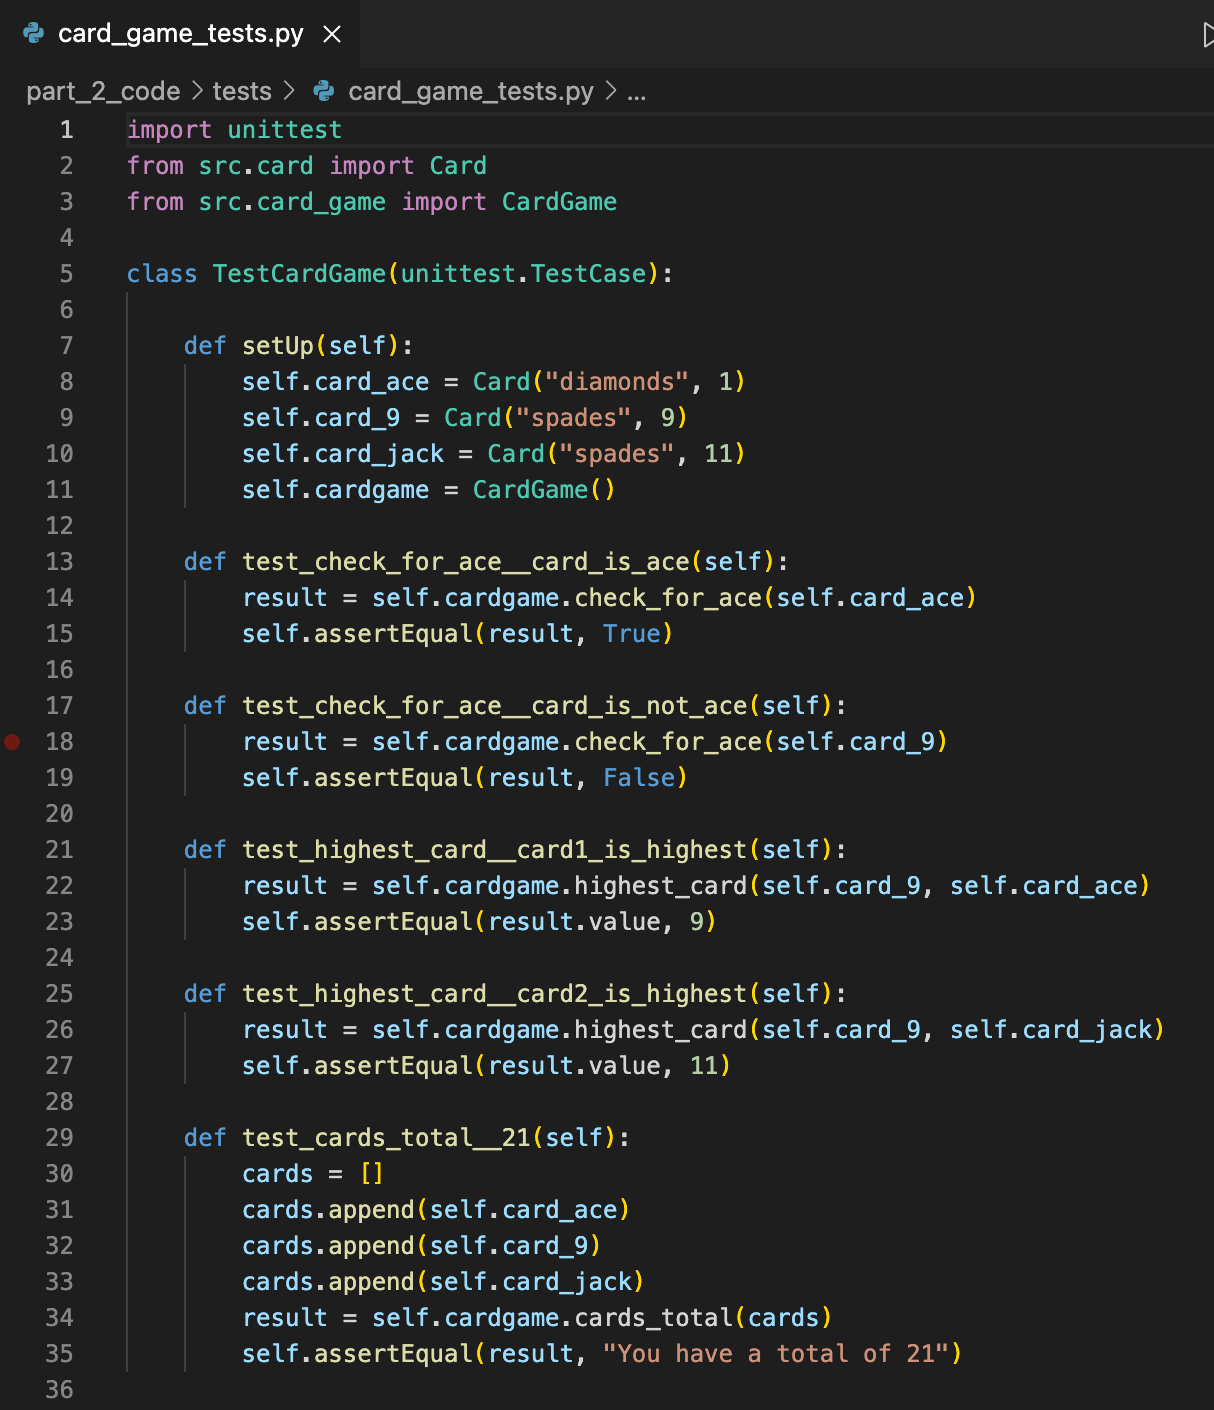 card_game_tests.py
part_2_code > tests > card_game_tests.py > ...
1 import unittest
2 from src.card import Card
3 from src.card_game import CardGame
4
5 class TestCardGame(unittest.TestCase):
6
7     def setUp(self):
8         self.card_ace = Card("diamonds", 1)
9         self.card_9 = Card("spades", 9)
10         self.card_jack = Card("spades", 11)
11         self.cardgame = CardGame()
12
13     def test_check_for_ace__card_is_ace(self):
14         result = self.cardgame.check_for_ace(self.card_ace)
15         self.assertEqual(result, True)
16
17     def test_check_for_ace__card_is_not_ace(self):
18         result = self.cardgame.check_for_ace(self.card_9)
19         self.assertEqual(result, False)
20
21     def test_highest_card__card1_is_highest(self):
22         result = self.cardgame.highest_card(self.card_9, self.card_ace)
23         self.assertEqual(result.value, 9)
24
25     def test_highest_card__card2_is_highest(self):
26         result = self.cardgame.highest_card(self.card_9, self.card_jack)
27         self.assertEqual(result.value, 11)
28
29     def test_cards_total__21(self):
30         cards = []
31         cards.append(self.card_ace)
32         cards.append(self.card_9)
33         cards.append(self.card_jack)
34         result = self.cardgame.cards_total(cards)
35         self.assertEqual(result, "You have a total of 21")
36